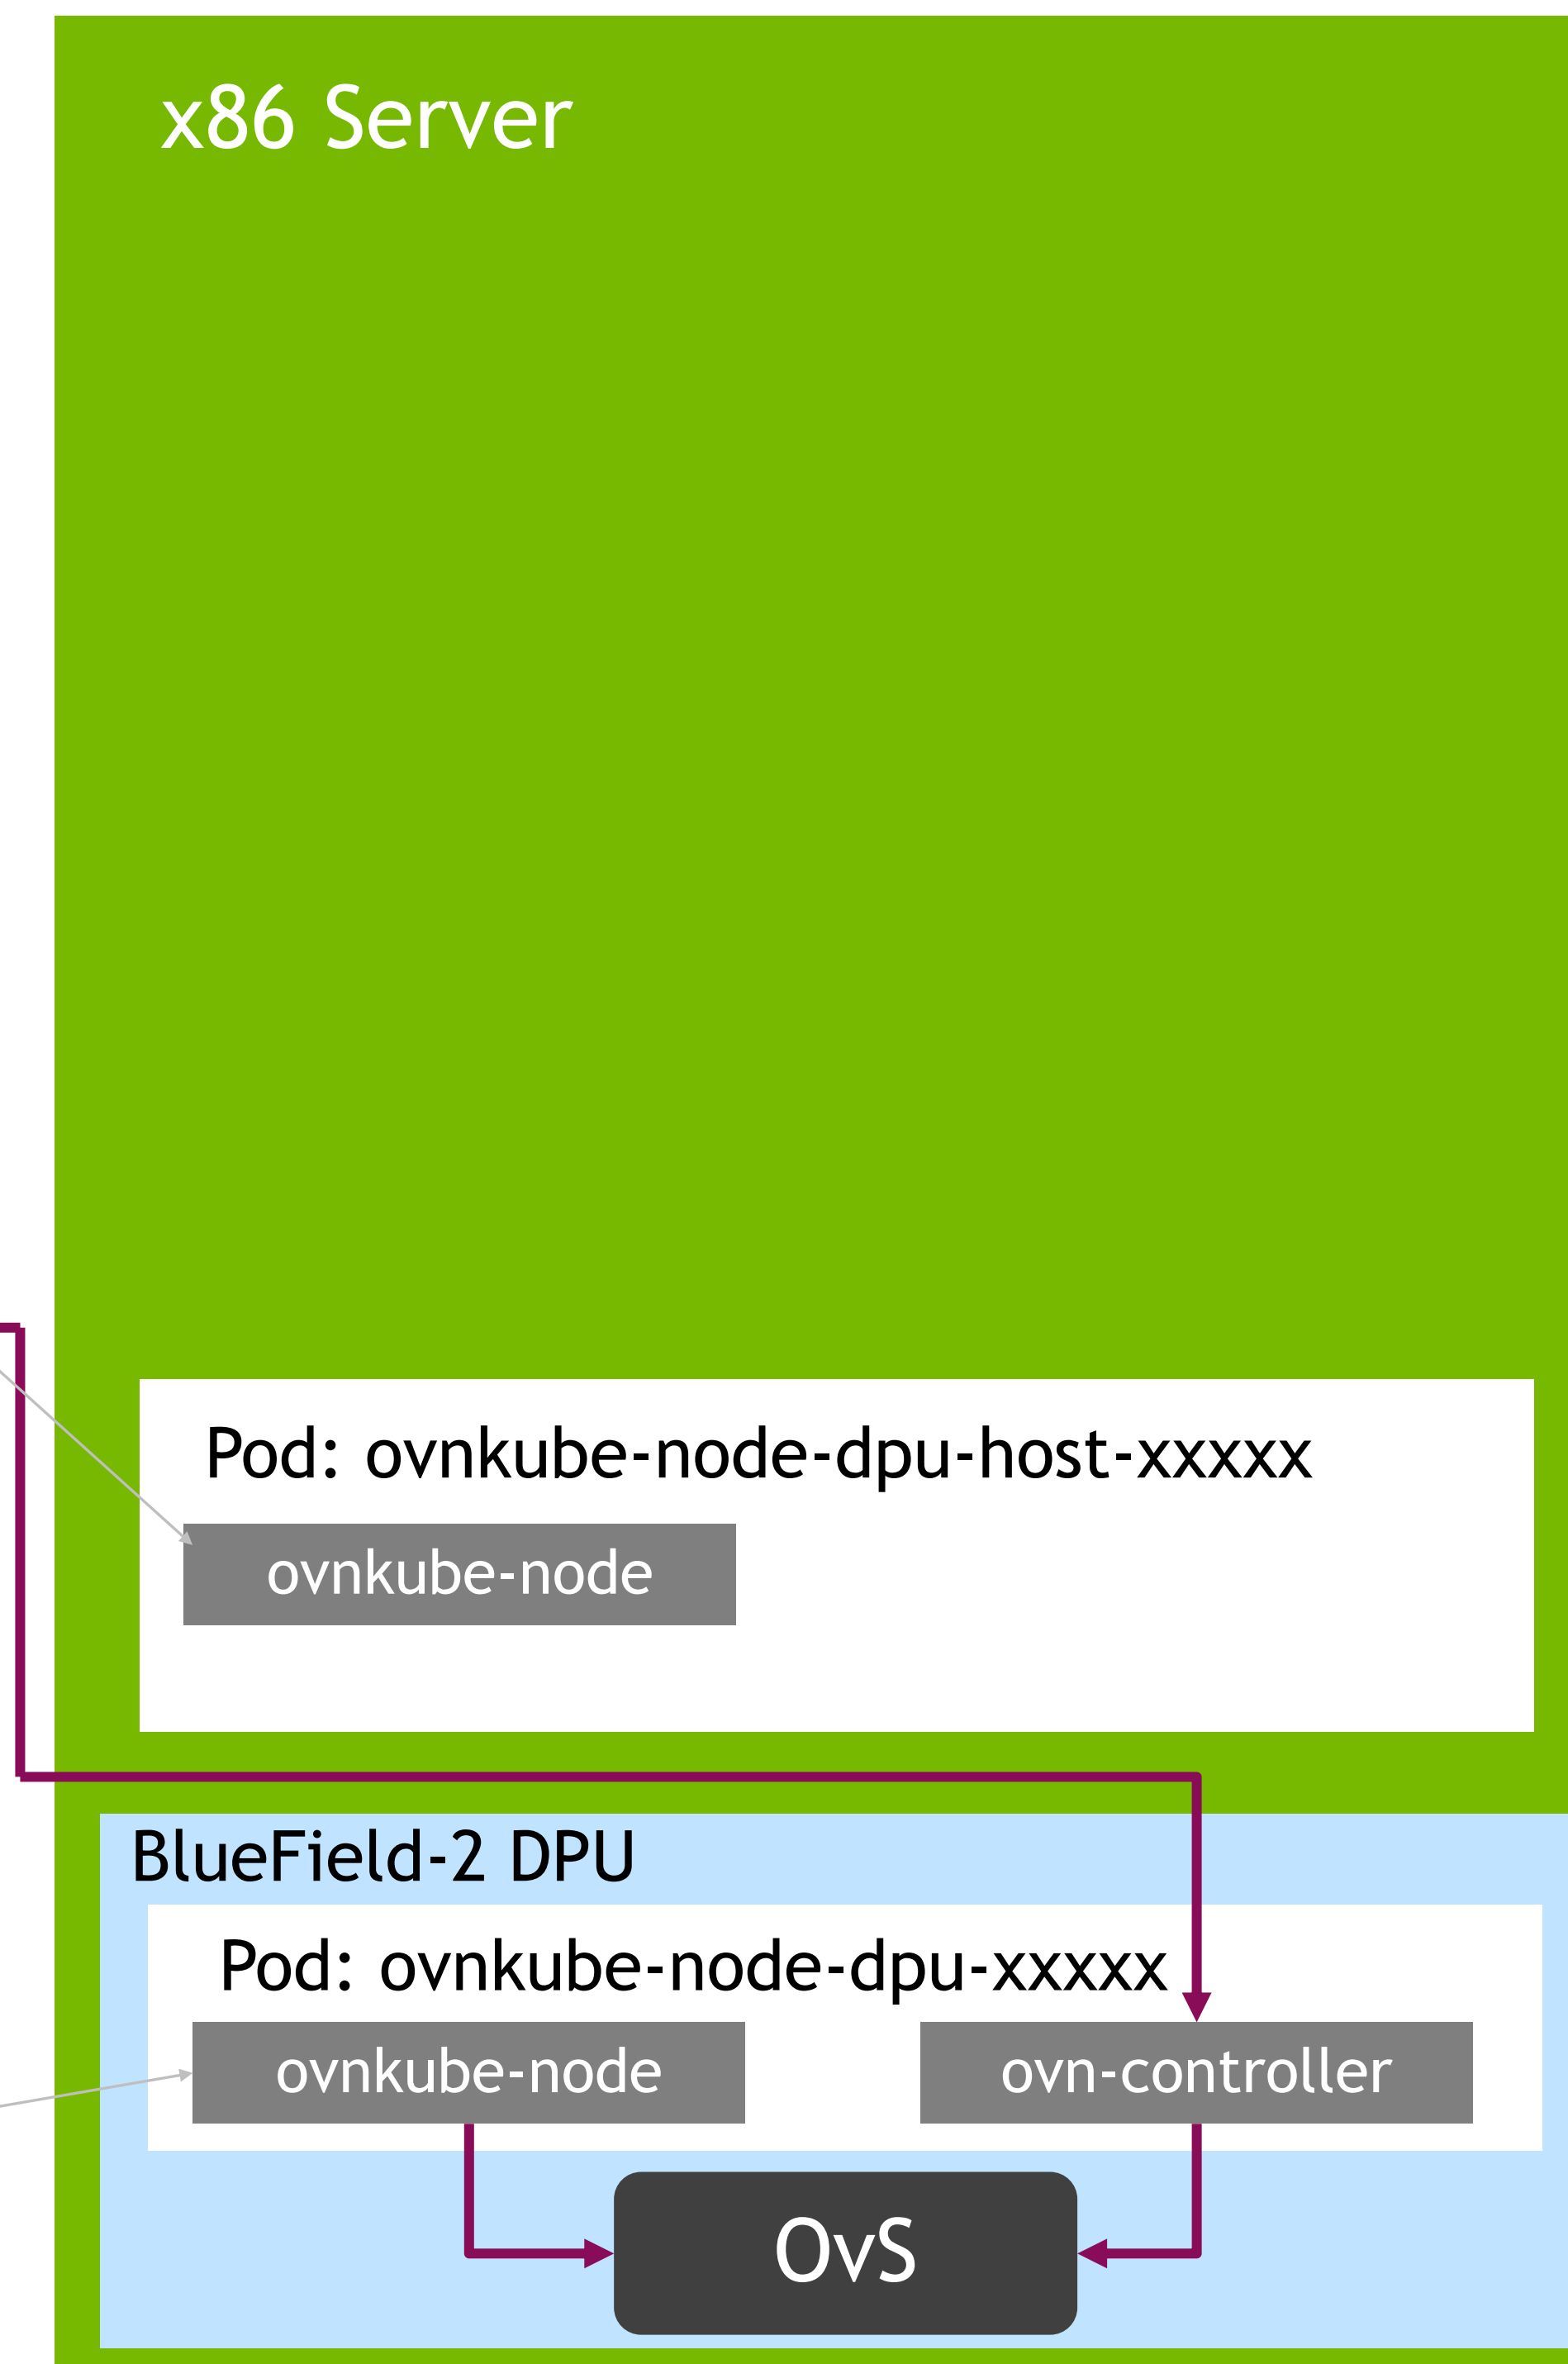 x86 Server
Pod: ovnkube-node-dpu-host-xxxxx
ovnkube-node
BlueField-2 DPU
Pod: ovnkube-node-dpu-xxxxx
ovnkube-node
ovn-controller
OvS